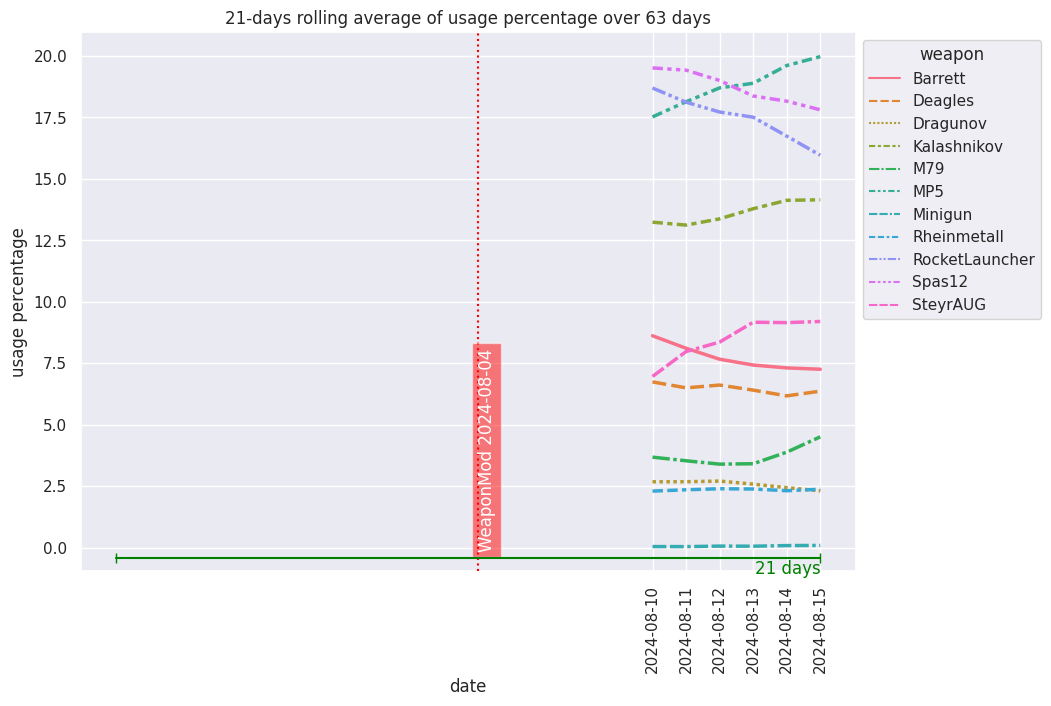 21-days rolling average of usage percentage over 63 days
usage percentage
20.0
17.5
15.0
12.5
10.0
7.5
5.0
2.5
0.0
WeaponMod 2024-08-04
21 days
2024-08-10
2024-08-11
2024-08-12
2024-08-13
2024-08-14
2024-08-15
date
weapon
Barrett
Deagles
Dragunov
Kalashnikov
M79
MP5
Minigun
Rheinmetall
RocketLauncher
Spas12
SteyrAUG